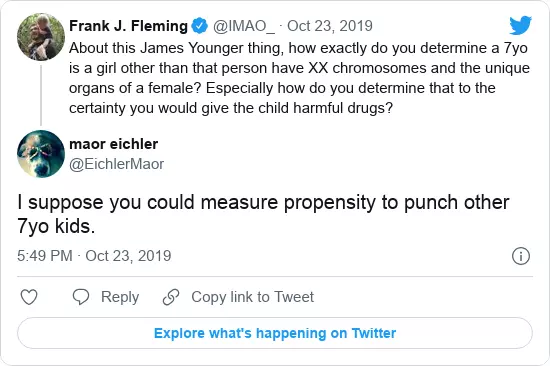 Frank J. Fleming @IMAO_ · Oct 23, 2019
About this James Younger thing, how exactly do you determine a 7yo
is a girl other than that person have XX chromosomes and the unique
organs of a female? Especially how do you determine that to the
certainty you would give the child harmful drugs?
maor eichler
@EichlerMaor
I suppose you could measure propensity to punch other
7yo kids.
5:49 PM · Oct 23, 2019
Reply
Copy link to Tweet
Explore what's happening on Twitter